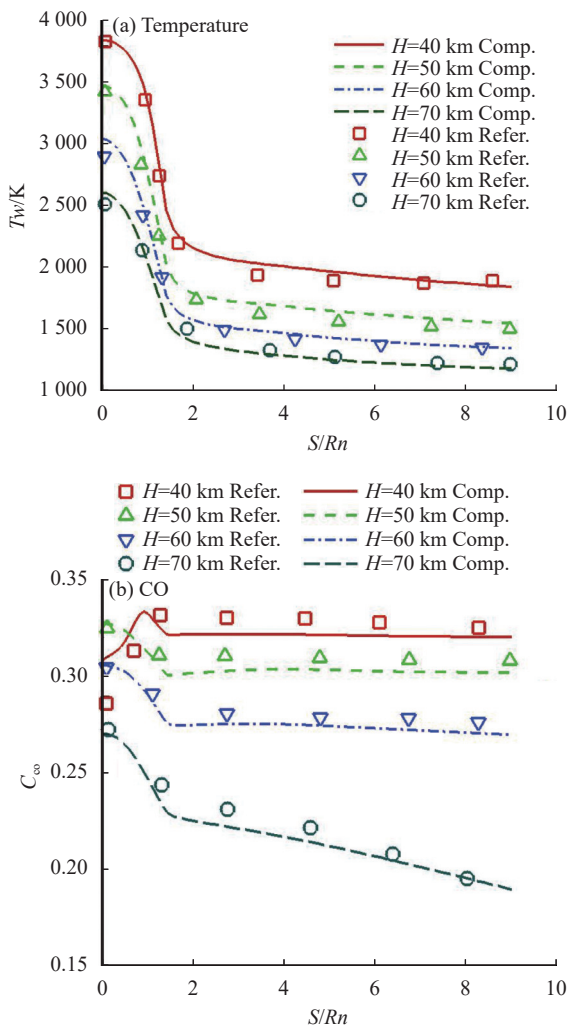 4 000
(a) Temperature
H=40 km Comp.
H=50 km Comp.
H=60 km Comp.
H=70 km Comp.
H=40 km Refer.
H=50 km Refer.
H=60 km Refer.
H=70 km Refer.
3 500
3 000
2 500
2 000
1 500
1 000
Tw/K
0 2 4 6 8 10
S/Rn
H=40 km Refer. H=40 km Comp.
H=50 km Refer. H=50 km Comp.
H=60 km Refer. H=60 km Comp.
H=70 km Refer. H=70 km Comp.
0.35
(b) CO
0.30
0.25
0.20
0.15
Cco
0 2 4 6 8 10
S/Rn